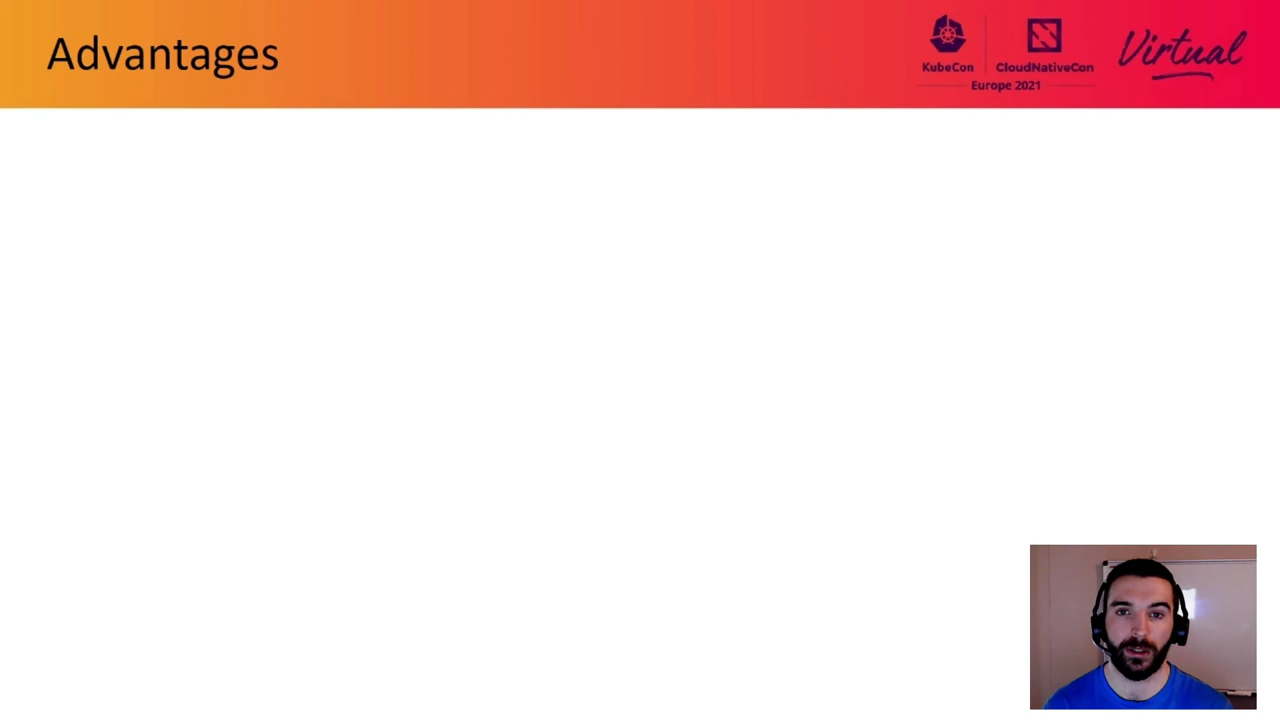 Advantages
KubeCon
CloudNativeCon
Europe 2021
Virtual